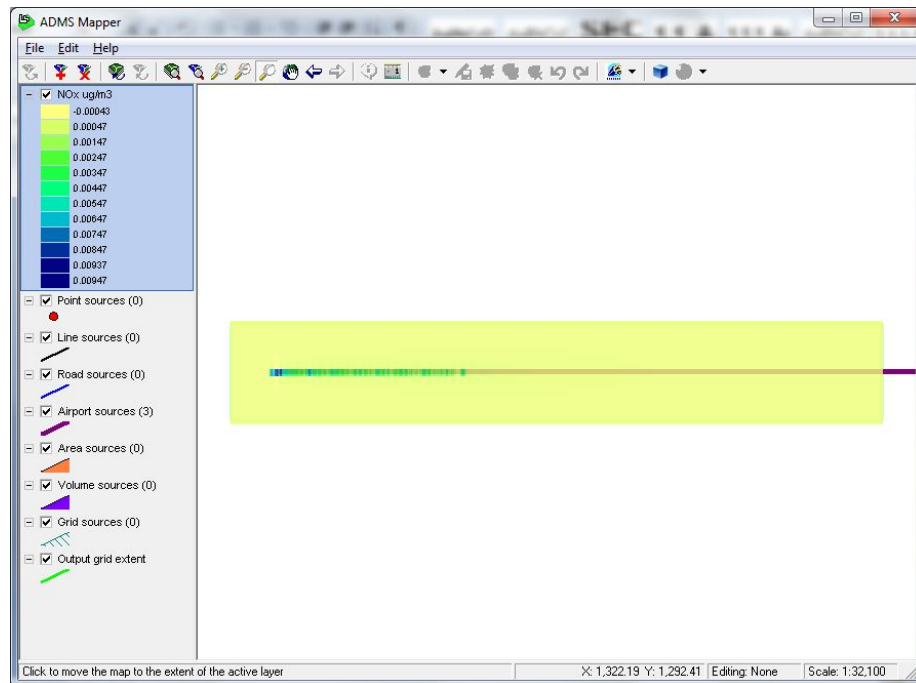 ADMS Mapper
File Edit Help
NOx ug/m3
-0.00043
0.00047
0.00147
0.00247
0.00347
0.00447
0.00547
0.00647
0.00747
0.00847
0.00937
0.00947
Point sources (0)
Line sources (0)
Road sources (0)
Airport sources (3)
Area sources (0)
Volume sources (0)
Grid sources (0)
Output grid extent
Click to move the map to the extent of the active layer
X: 1,322.19 Y: 1,292.41 Editing: None Scale: 1:32,100